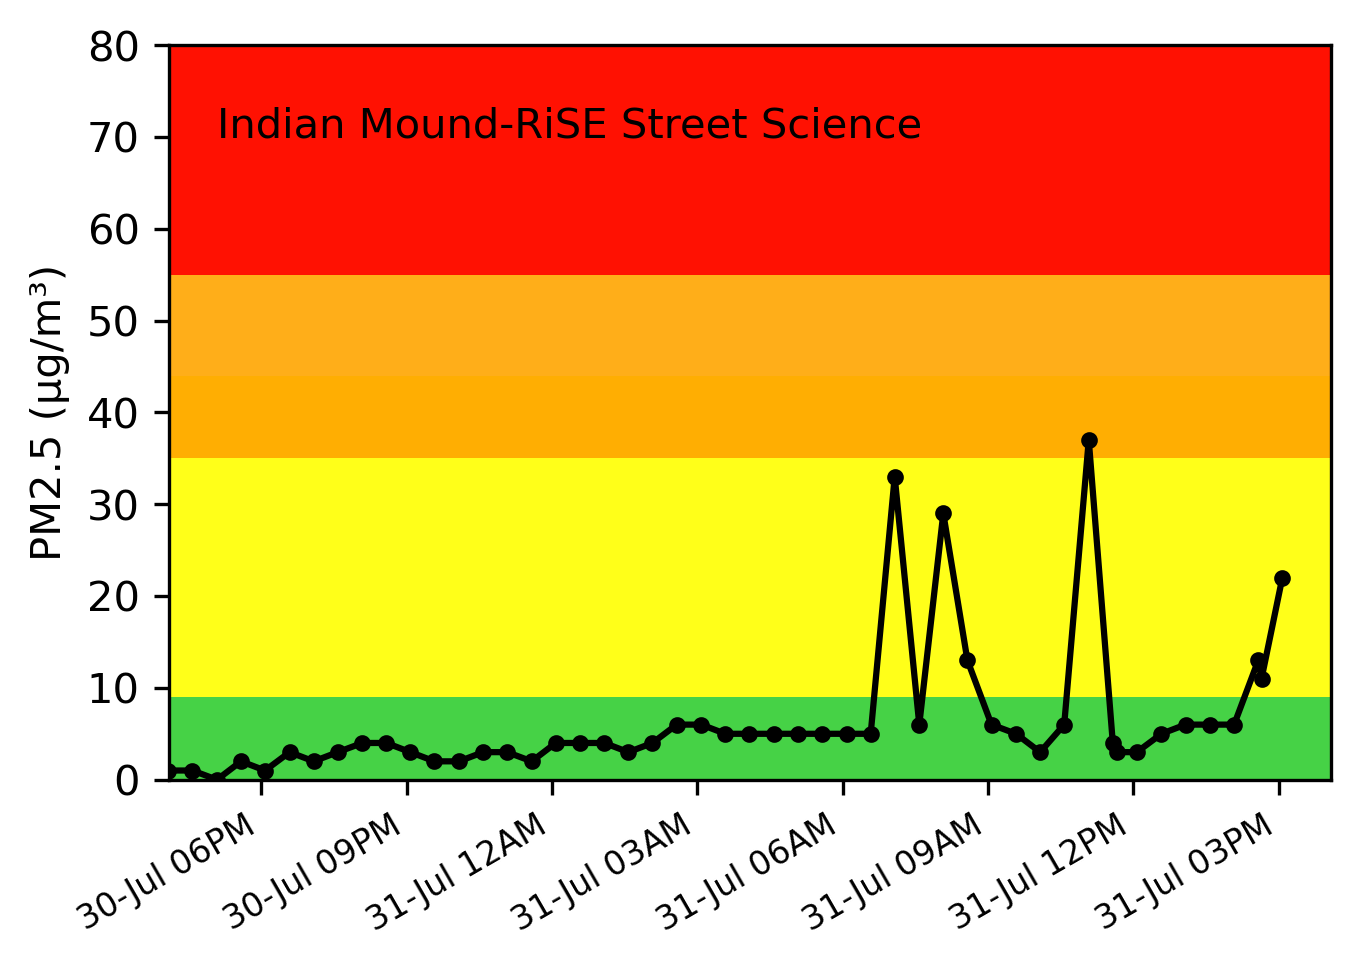 80
Indian Mound-RiSE Street Science
70
60
50
40
30
20
10
0
PM2.5 (µg/m³)
30-Jul 06PM
30-Jul 09PM
31-Jul 12AM
31-Jul 03AM
31-Jul 06AM
31-Jul 09AM
31-Jul 12PM
31-Jul 03PM